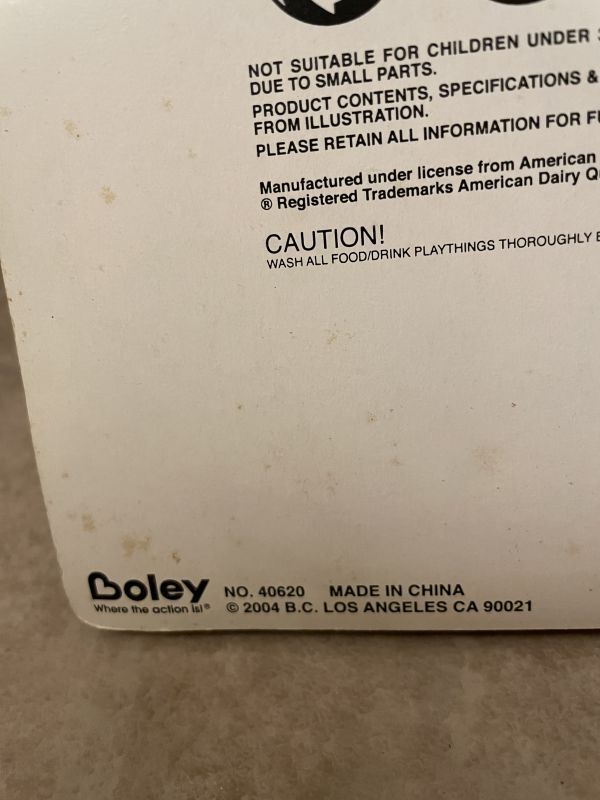 NOT SUITABLE FOR CHILDREN UNDER
DUE TO SMALL PARTS.
PRODUCT CONTENTS, SPECIFICATIONS &
FROM ILLUSTRATION.
PLEASE RETAIN ALL INFORMATION FOR
Manufactured under license from American
® Registered Trademarks American Dairy
CAUTION!
WASH ALL FOOD/DRINK PLAYTHINGS THOROUGHLY
Boley NO. 40620 MADE IN CHINA
Where the action is!® © 2004 B.C. LOS ANGELES CA 90021